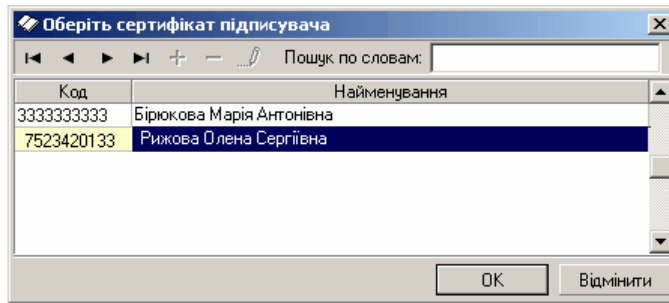 Оберіть сертифікат підписувача
Пошук по словам:
Код Найменування
3333333333 Бірюкова Марія Антонівна
7523420133 Рижова Олена Сергіївна
OK Відмінити